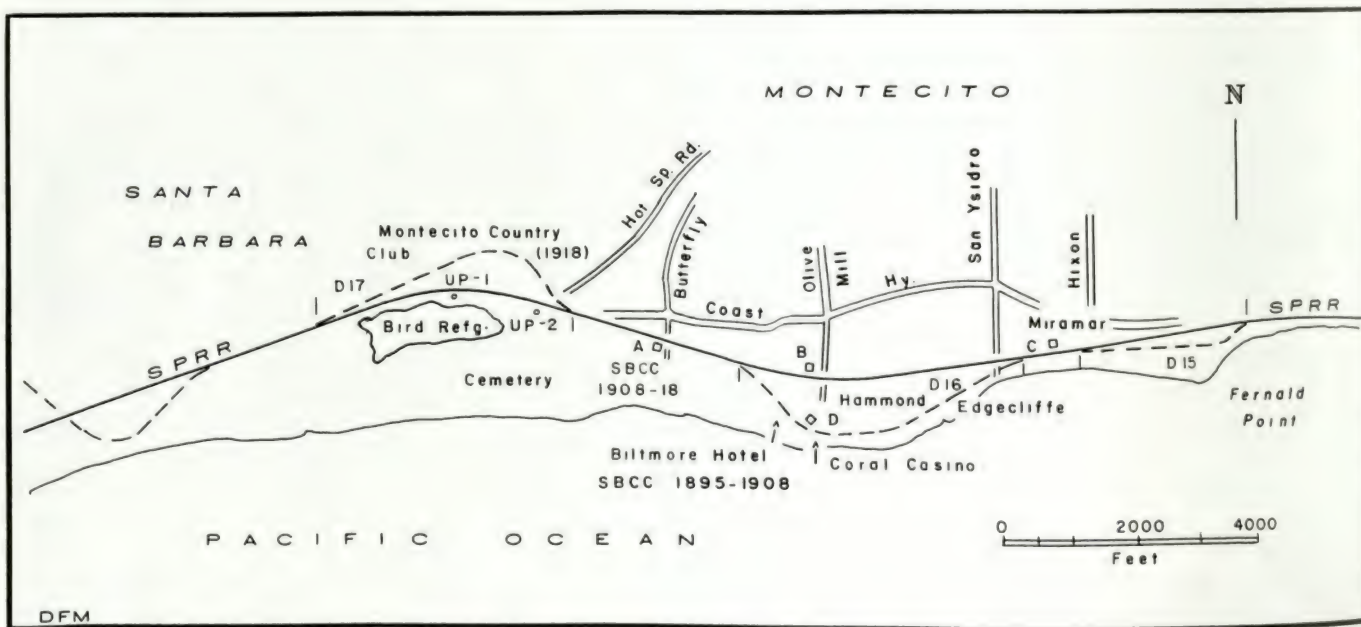 MONTECITO
N
SANTA
BARBARA
Hot Sp. Rd.
Butterfly
Olive
Mill
San Ysidro
Hixon
Montecito Country
Club
(1918)
D17
UP-1
UP-2
Bird Refg.
SPRR
Coast
Hy.
Miramar
SPRR
A
B
C
D15
SBCC
1908-18
Cemetery
D16
Hammond
Edgecliffe
Fernald
Point
D
Biltmore Hotel
SBCC 1895-1908
Coral Casino
PACIFIC OCEAN
0 2000 4000
Feet
DFM